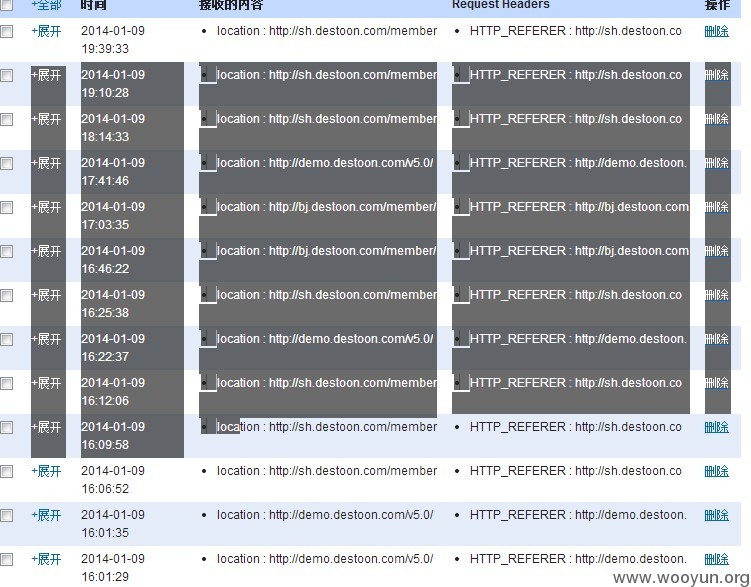 +全部 时间 接收的内容 Request Headers 操作
+展开 2014-01-09 • location : http://sh.destoon.com/member • HTTP_REFERER : http://sh.destoon.co 删除
19:39:33
+展开 2014-01-09 • location : http://sh.destoon.com/member • HTTP_REFERER : http://sh.destoon.co 删除
19:10:28
+展开 2014-01-09 • location : http://sh.destoon.com/member • HTTP_REFERER : http://sh.destoon.co 删除
18:14:33
+展开 2014-01-09 • location : http://demo.destoon.com/v5.0/ • HTTP_REFERER : http://demo.destoon. 删除
17:41:46
+展开 2014-01-09 • location : http://bj.destoon.com/member/ • HTTP_REFERER : http://bj.destoon.com 删除
17:03:35
+展开 2014-01-09 • location : http://bj.destoon.com/member/ • HTTP_REFERER : http://bj.destoon.com 删除
16:46:22
+展开 2014-01-09 • location : http://sh.destoon.com/member • HTTP_REFERER : http://sh.destoon.co 删除
16:25:38
+展开 2014-01-09 • location : http://demo.destoon.com/v5.0/ • HTTP_REFERER : http://demo.destoon. 删除
16:22:37
+展开 2014-01-09 • location : http://sh.destoon.com/member • HTTP_REFERER : http://sh.destoon.co 删除
16:12:06
+展开 2014-01-09 • location : http://sh.destoon.com/member • HTTP_REFERER : http://sh.destoon.co 删除
16:09:58
+展开 2014-01-09 • location : http://sh.destoon.com/member • HTTP_REFERER : http://sh.destoon.co 删除
16:06:52
+展开 2014-01-09 • location : http://demo.destoon.com/v5.0/ • HTTP_REFERER : http://demo.destoon. 删除
16:01:35
+展开 2014-01-09 • location : http://demo.destoon.com/v5.0/ • HTTP_REFERER : http://demo.destoon. 删除
16:01:29
www.wooyun.org